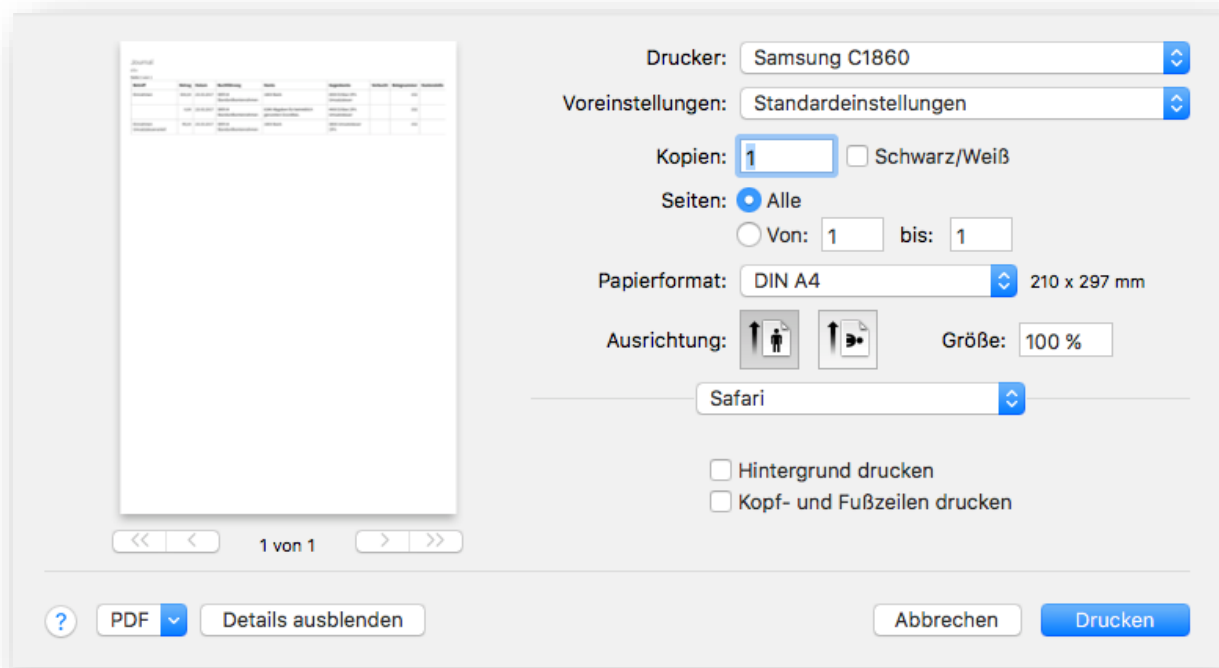 Drucker: Samsung C1860
Voreinstellungen: Standardeinstellungen
Kopien: 1 Schwarz/Weiß
Seiten: Alle
Von: 1 bis: 1
Papierformat: DIN A4 210 x 297 mm
Ausrichtung: Größe: 100 %
Safari
Hintergrund drucken
Kopf- und Fußzeilen drucken
Journal
<< < 1 von 1 > >>
? PDF Details ausblenden Abbrechen Drucken